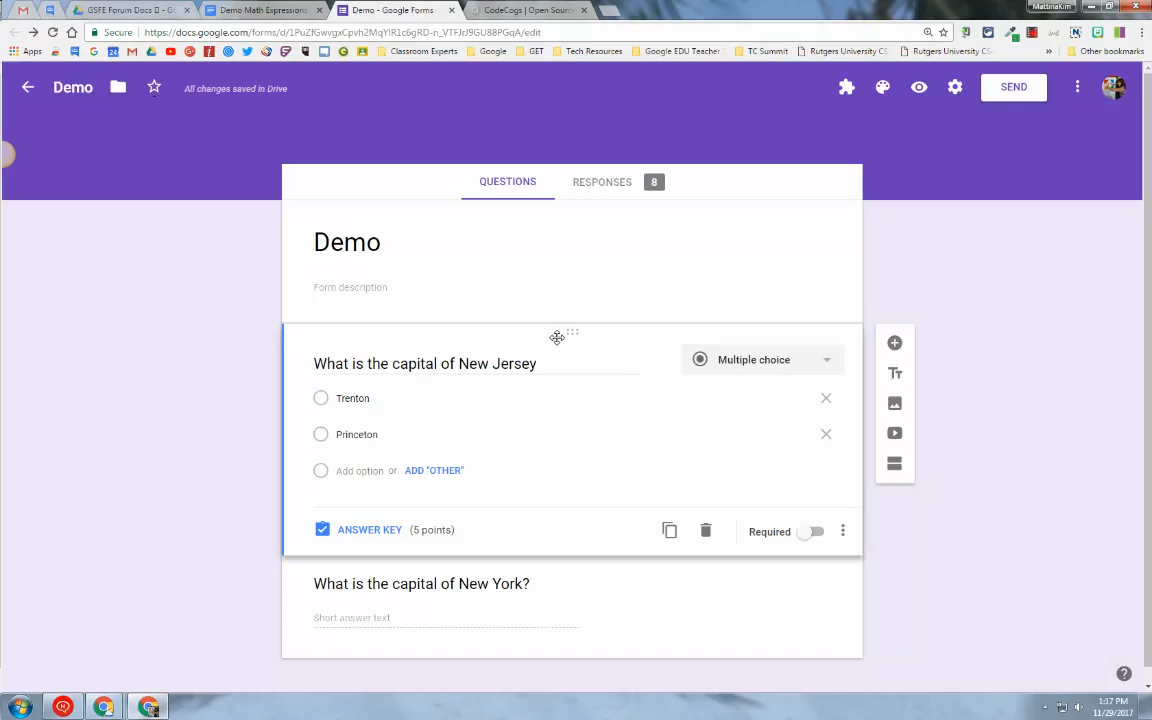 MattinaKim
GSFE Forum Docs
Demo Math Expressions
Demo - Google Forms
CodeCogs | Open Source
Secure
https://docs.google.com/forms/d/1PuZfGwvgxCpvh2MqYIR1c6gRD-n_VTFJrJ9GU88PGqA/edit
Apps
Classroom Experts
Google
GET
Tech Resources
Google EDU Teacher
TC Summit
Rutgers University CS
Rutgers University CS
»
Other bookmarks
Demo
All changes saved in Drive
SEND
QUESTIONS
RESPONSES 8
Demo
Form description
What is the capital of New Jersey
Multiple choice
Trenton
Princeton
Add option or ADD "OTHER"
ANSWER KEY (5 points)
Required
What is the capital of New York?
Short answer text
1:17 PM
11/29/2017